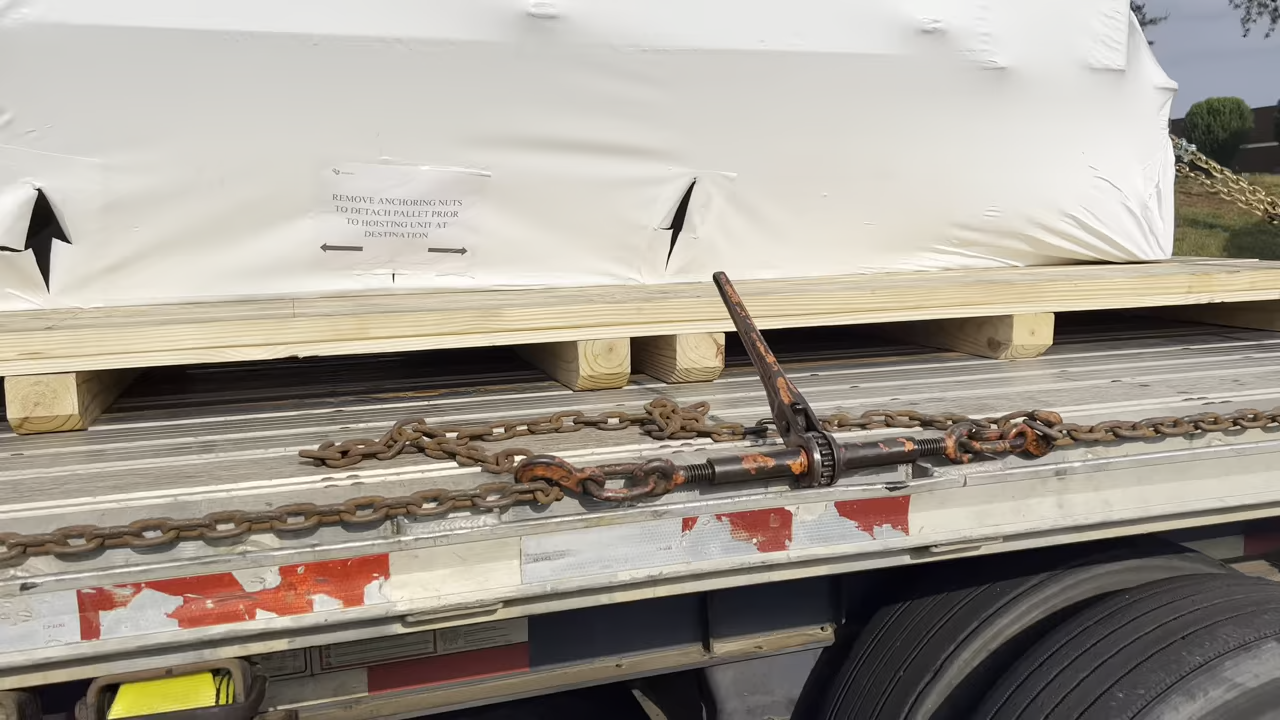 REMOVE ANCHORING NUTS
TO DETACH PALLET PRIOR
TO HOISTING UNIT AT
DESTINATION